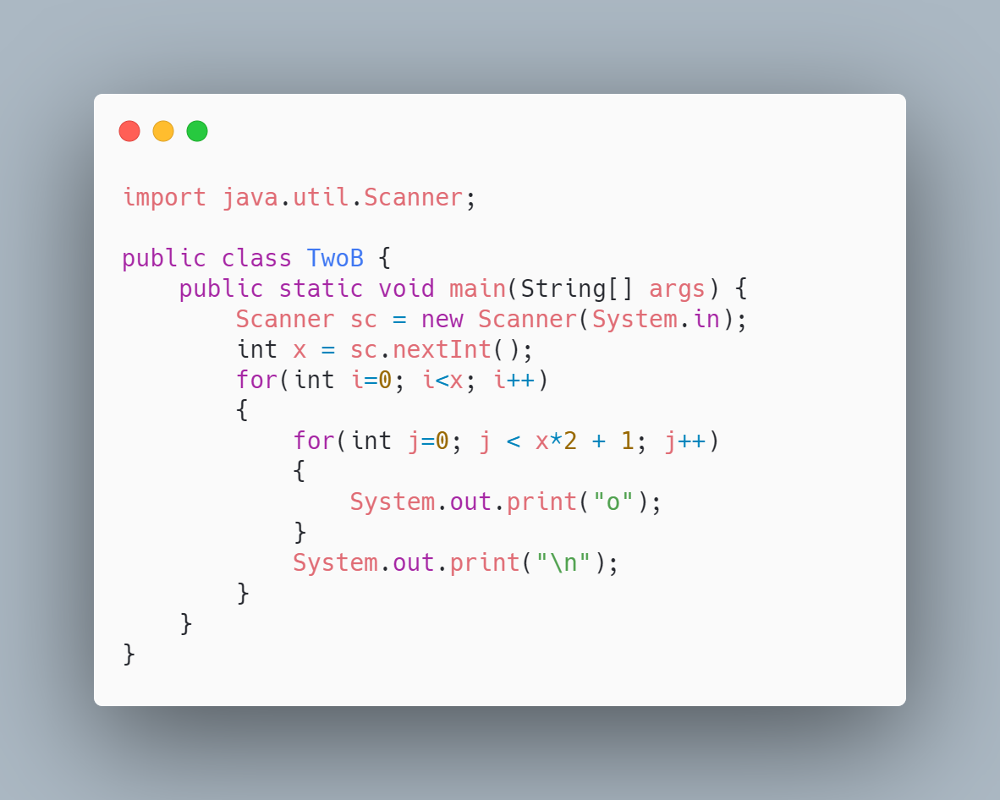 import java.util.Scanner;

public class TwoB {
    public static void main(String[] args) {
        Scanner sc = new Scanner(System.in);
        int x = sc.nextInt();
        for(int i=0; i<x; i++)
        {
            for(int j=0; j < x*2 + 1; j++)
            {
                System.out.print("o");
            }
            System.out.print("\n");
        }
    }
}